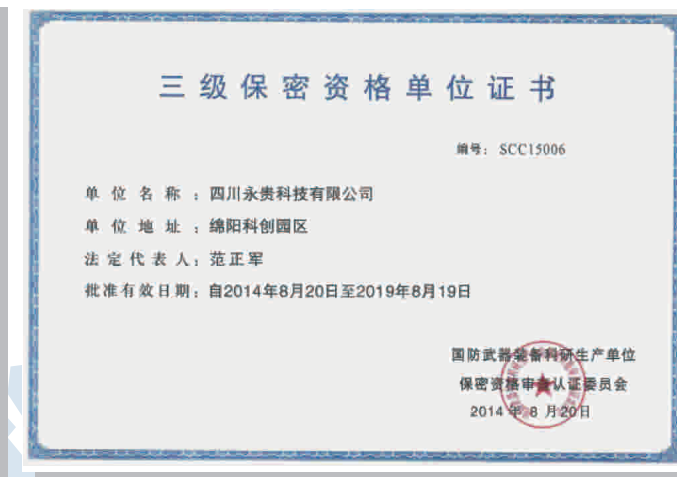 三级保密资格单位证书
编号：SCC15006
单位名称：四川永贵科技有限公司
单位地址：绵阳科创园区
法定代表人：范正军
批准有效日期：自2014年8月20日至2019年8月19日
国防武器装备科研生产单位
保密资格审查认证委员会
2014年8月20日